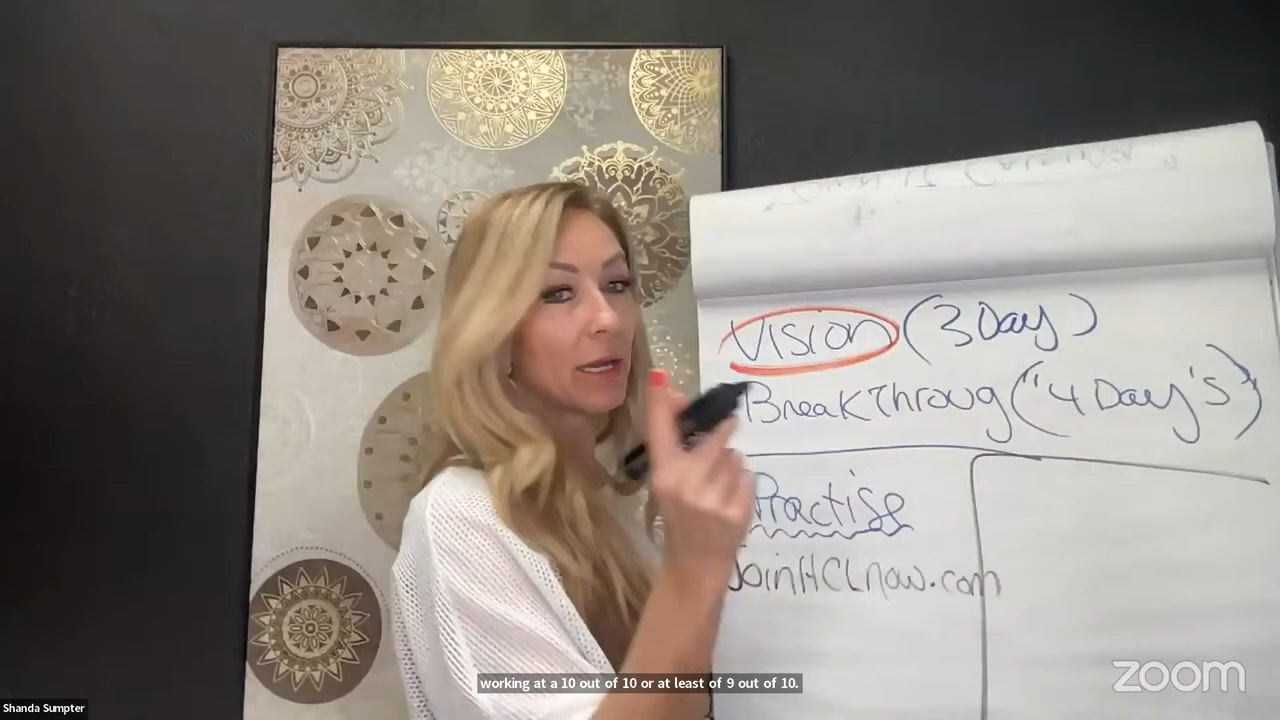 Vision (3 Day)
BreakThroug ("4 Day's")
Practise
JoinHCLnow.com
working at a 10 out of 10 or at least of 9 out of 10.
zoom
Shanda Sumpter